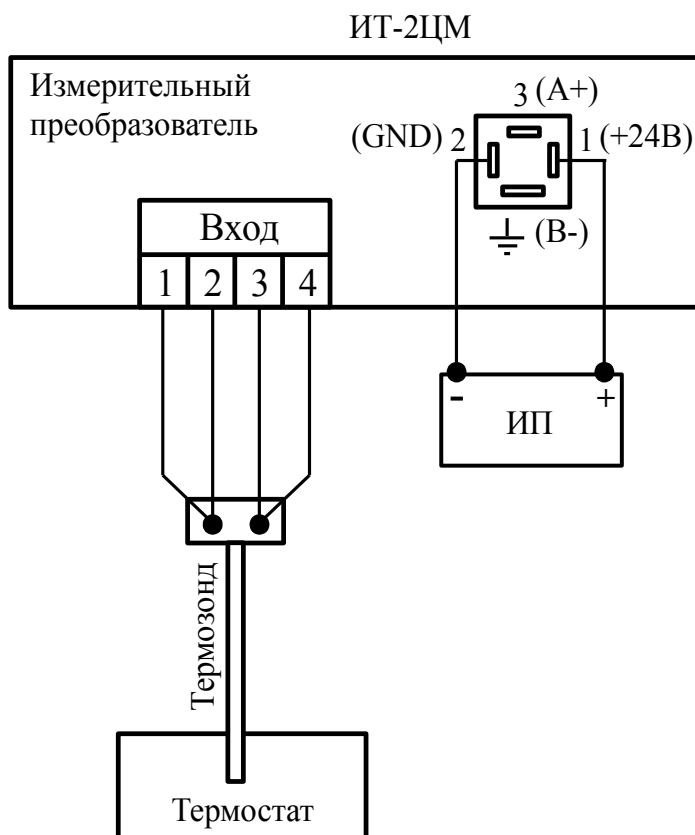 ИТ-2ЦМ
Измерительный
преобразователь
3 (А+)
(GND) 2
1 (+24В)
(В-)
Вход
1 2 3 4
- +
ИП
Термозонд
Термостат